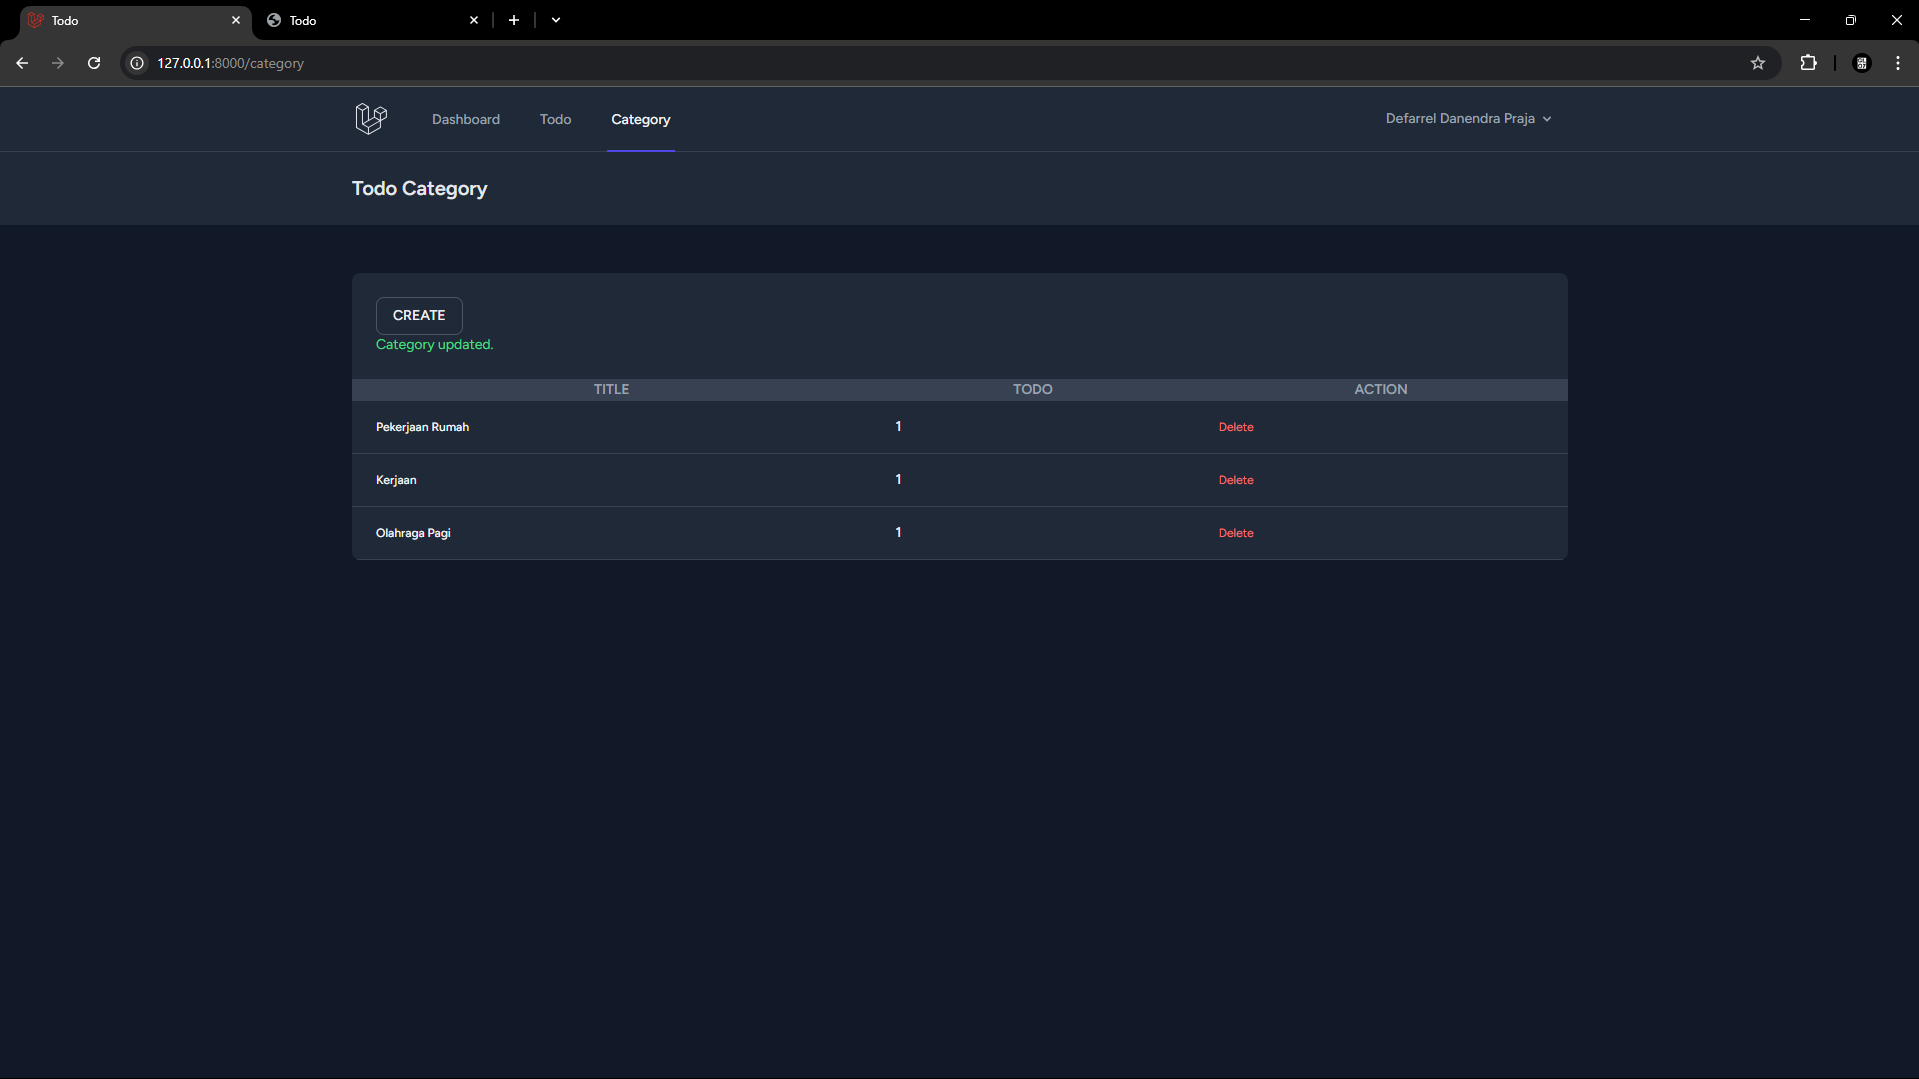 Todo
Todo
127.0.0.1:8000/category
Dashboard
Todo
Category
Defarrel Danendra Praja
Todo Category
CREATE
Category updated.
TITLE TODO ACTION
Pekerjaan Rumah 1 Delete
Kerjaan 1 Delete
Olahraga Pagi 1 Delete